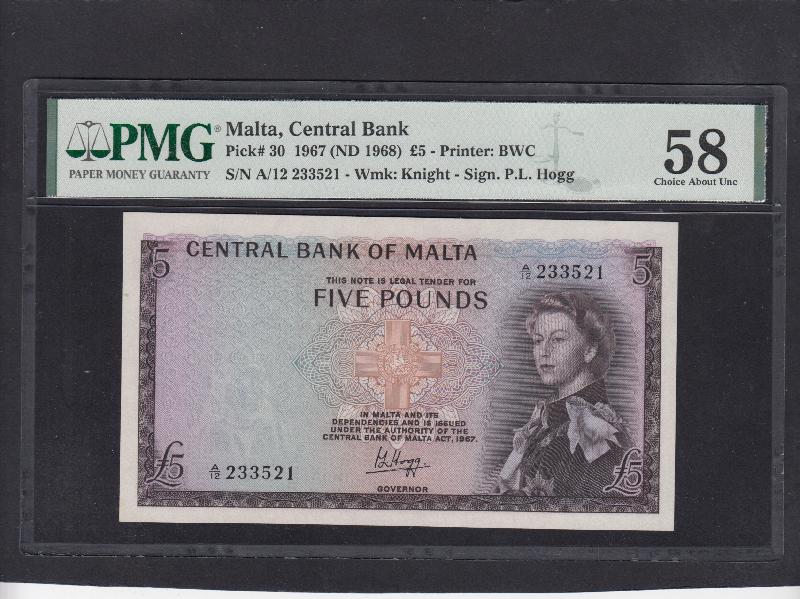 PMG®
PAPER MONEY GUARANTY
Malta, Central Bank
Pick# 30 1967 (ND 1968) £5 - Printer: BWC
S/N A/12 233521 - Wmk: Knight - Sign. P.L. Hogg
58
Choice About Unc
5 CENTRAL BANK OF MALTA 5
A/12 233521
THIS NOTE IS LEGAL TENDER FOR
FIVE POUNDS
IN MALTA AND ITS
DEPENDENCIES AND IS ISSUED
UNDER THE AUTHORITY OF THE
CENTRAL BANK OF MALTA ACT, 1967.
£5 A/12 233521 PL Hogg. £5
GOVERNOR